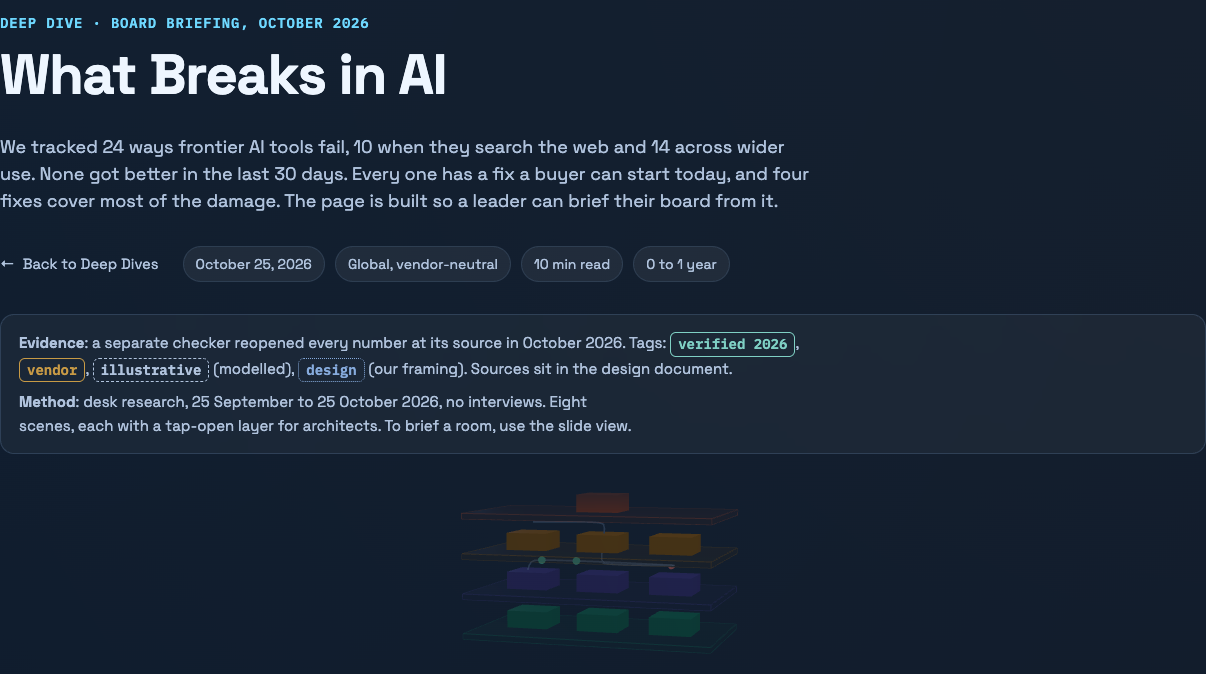 DEEP DIVE · BOARD BRIEFING, OCTOBER 2026
What Breaks in AI
We tracked 24 ways frontier AI tools fail, 10 when they search the web and 14 across wider
use. None got better in the last 30 days. Every one has a fix a buyer can start today, and four
fixes cover most of the damage. The page is built so a leader can brief their board from it.
← Back to Deep Dives October 25, 2026 Global, vendor-neutral 10 min read 0 to 1 year
Evidence: a separate checker reopened every number at its source in October 2026. Tags: verified 2026,
vendor, illustrative (modelled), design (our framing). Sources sit in the design document.
Method: desk research, 25 September to 25 October 2026, no interviews. Eight
scenes, each with a tap-open layer for architects. To brief a room, use the slide view.